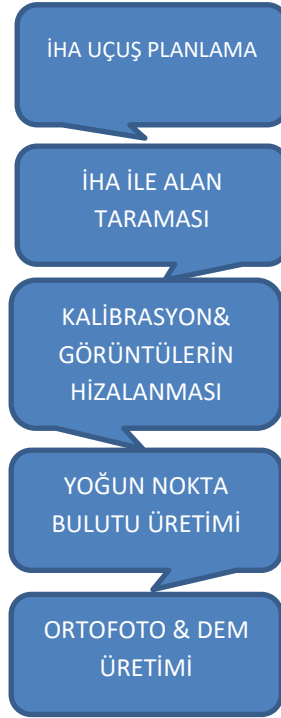 İHA UÇUŞ PLANLAMA
İHA İLE ALAN
TARAMASI
KALİBRASYON&
GÖRÜNTÜLERİN
HİZALANMASI
YOĞUN NOKTA
BULUTU ÜRETİMİ
ORTOFOTO & DEM
ÜRETİMİ